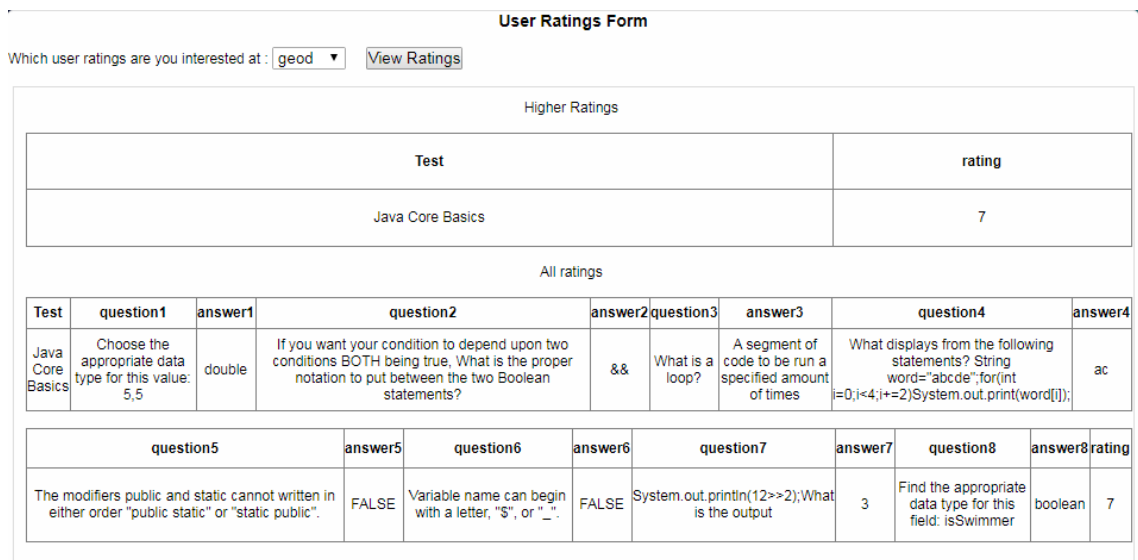 User Ratings Form
Which user ratings are you interested at : geod View Ratings
Higher Ratings
Test rating
Java Core Basics 7
All ratings
Test question1 answer1 question2 answer2 question3 answer3 question4 answer4
Java
Core
Basics
Choose the
appropriate data
type for this value:
5,5
double
If you want your condition to depend upon two
conditions BOTH being true, What is the proper
notation to put between the two Boolean
statements?
&&
What is a
loop?
A segment of
code to be run a
specified amount
of times
What displays from the following
statements? String
word="abcde";for(int
i=0;i<4;i+=2)System.out.print(word[i]);
ac
question5 answer5 question6 answer6 question7 answer7 question8 answer8 rating
The modifiers public and static cannot written in
either order "public static" or "static public".
FALSE
Variable name can begin
with a letter, "$", or "_".
FALSE
System.out.println(12>>2);What
is the output
3
Find the appropriate
data type for this
field: isSwimmer
boolean
7